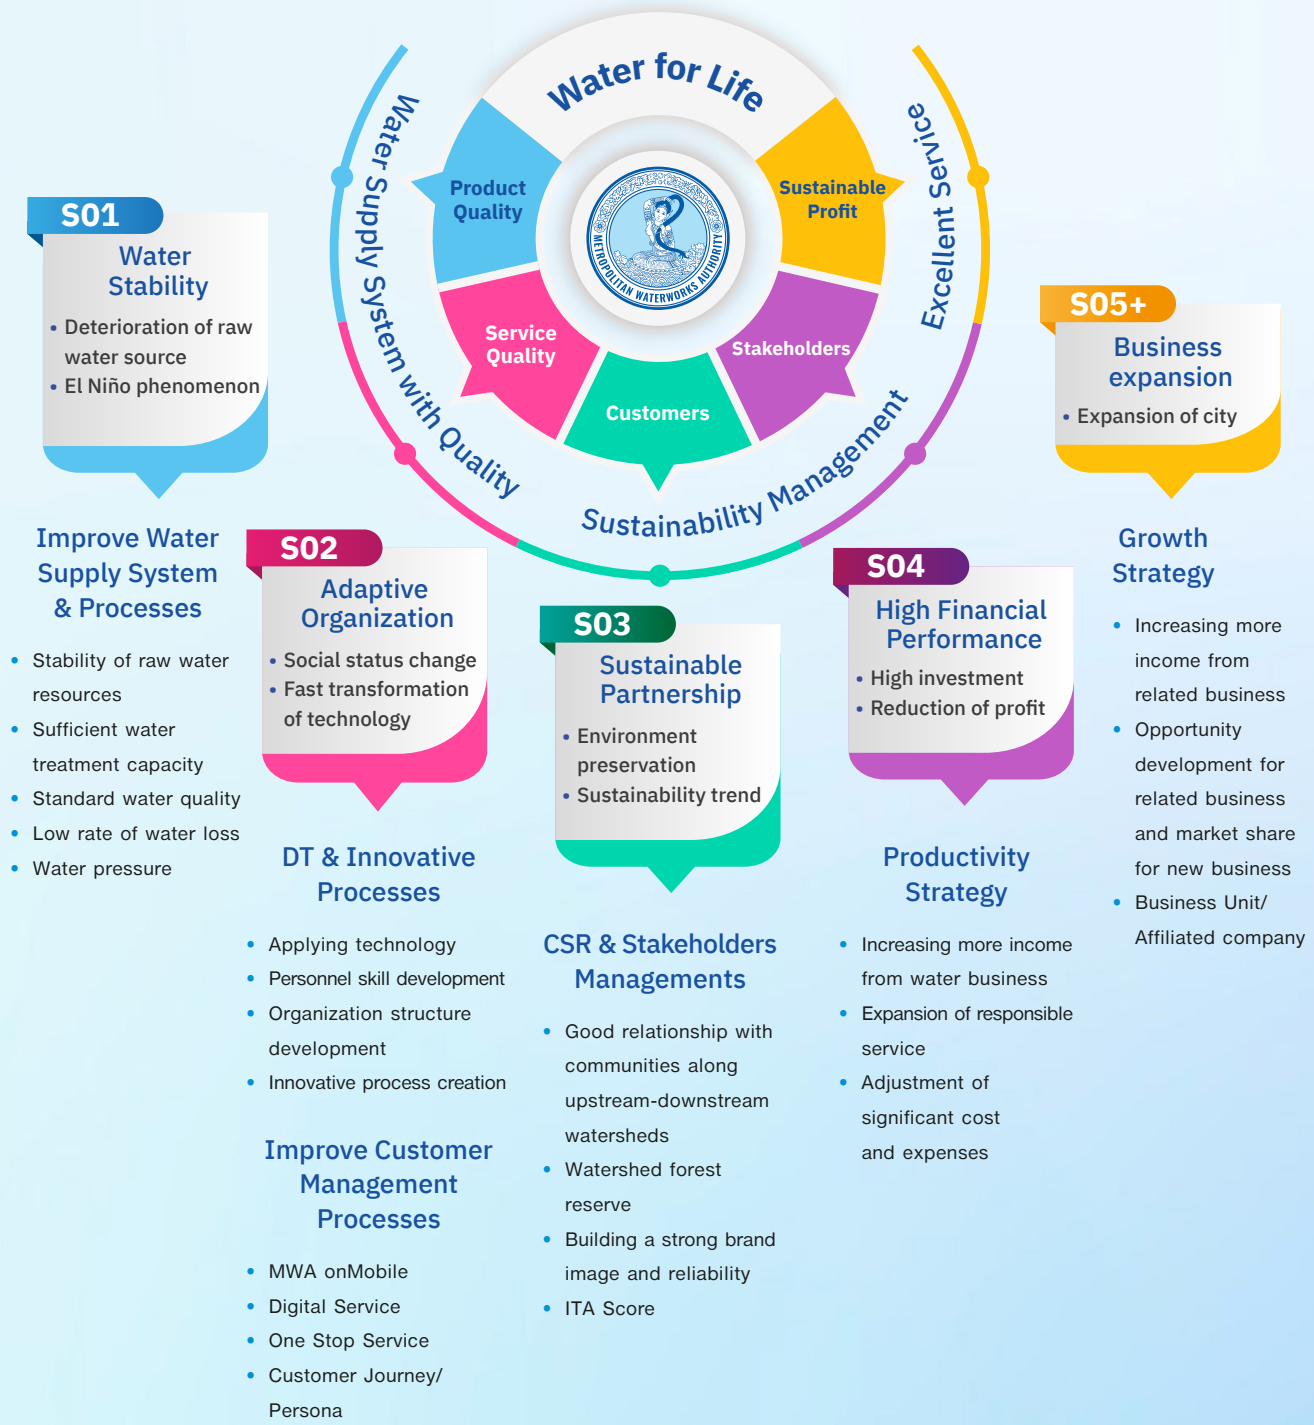 Water for Life
Water Supply System with Quality
Sustainability Management
Excellent Service
Product
Quality
Service
Quality
Customers
Stakeholders
Sustainable
Profit
METROPOLITAN WATERWORKS AUTHORITY
S01
Water
Stability
• Deterioration of raw
water source
• El Niño phenomenon
Improve Water
Supply System
& Processes
• Stability of raw water
resources
• Sufficient water
treatment capacity
• Standard water quality
• Low rate of water loss
• Water pressure
S02
Adaptive
Organization
• Social status change
• Fast transformation
of technology
DT & Innovative
Processes
• Applying technology
• Personnel skill development
• Organization structure
development
• Innovative process creation
Improve Customer
Management
Processes
• MWA onMobile
• Digital Service
• One Stop Service
• Customer Journey/
Persona
S03
Sustainable
Partnership
• Environment
preservation
• Sustainability trend
CSR & Stakeholders
Managements
• Good relationship with
communities along
upstream-downstream
watersheds
• Watershed forest
reserve
• Building a strong brand
image and reliability
• ITA Score
S04
High Financial
Performance
• High investment
• Reduction of profit
Productivity
Strategy
• Increasing more income
from water business
• Expansion of responsible
service
• Adjustment of
significant cost
and expenses
S05+
Business
expansion
• Expansion of city
Growth
Strategy
• Increasing more
income from
related business
• Opportunity
development for
related business
and market share
for new business
• Business Unit/
Affiliated company